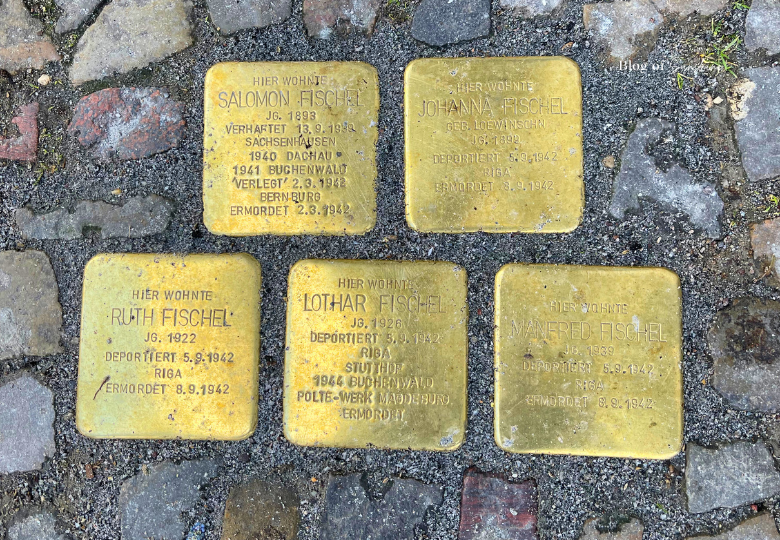 HIER WOHNTE
SALOMON FISCHEL
JG. 1893
VERHAFTET 13.9.1939
SACHSENHAUSEN
1940 DACHAU
1941 BUCHENWALD
'VERLEGT' 2.3.1942
BERNBURG
ERMORDET 2.3.1942
HIER WOHNTE
JOHANNA FISCHEL
GEB. LOEWINSOHN
JG. 1892
DEPORTIERT 5.9.1942
RIGA
ERMORDET 8.9.1942
HIER WOHNTE
RUTH FISCHEL
JG. 1922
DEPORTIERT 5.9.1942
RIGA
ERMORDET 8.9.1942
HIER WOHNTE
LOTHAR FISCHEL
JG. 1926
DEPORTIERT 5.9.1942
RIGA
STUTTHOF
1944 BUCHENWALD
POLTE-WERK MAGDEBURG
ERMORDET
HIER WOHNTE
MANFRED FISCHEL
JG.
DEPORTIERT 5.9.1942
RIGA
ERMORDET 8.9.1942
Blog of